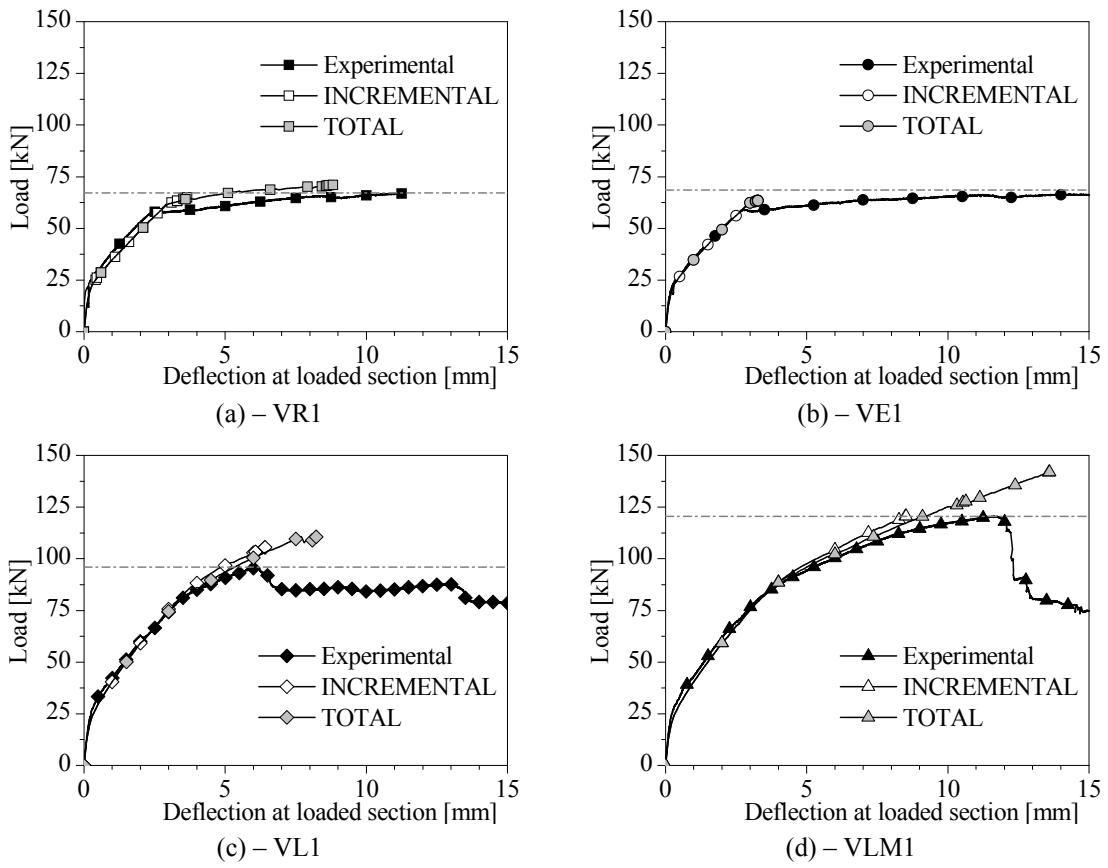 150
125
100
75
50
25
0
Load [kN]
Experimental
INCREMENTAL
TOTAL
0 5 10 15
Deflection at loaded section [mm]
(a) – VR1
150
125
100
75
50
25
0
Load [kN]
Experimental
INCREMENTAL
TOTAL
0 5 10 15
Deflection at loaded section [mm]
(b) – VE1
150
125
100
75
50
25
0
Load [kN]
Experimental
INCREMENTAL
TOTAL
0 5 10 15
Deflection at loaded section [mm]
(c) – VL1
150
125
100
75
50
25
0
Load [kN]
Experimental
INCREMENTAL
TOTAL
0 5 10 15
Deflection at loaded section [mm]
(d) – VLM1